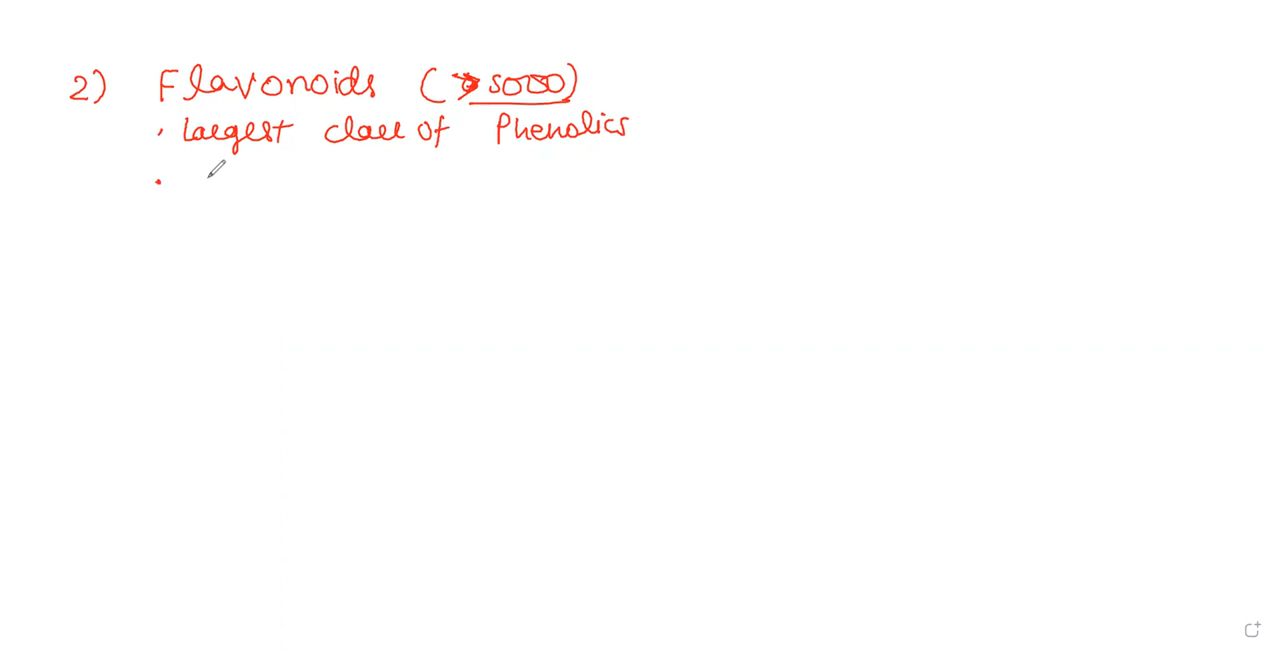 2) Flavonoids (>5000)
· Largest class of Phenolics
·